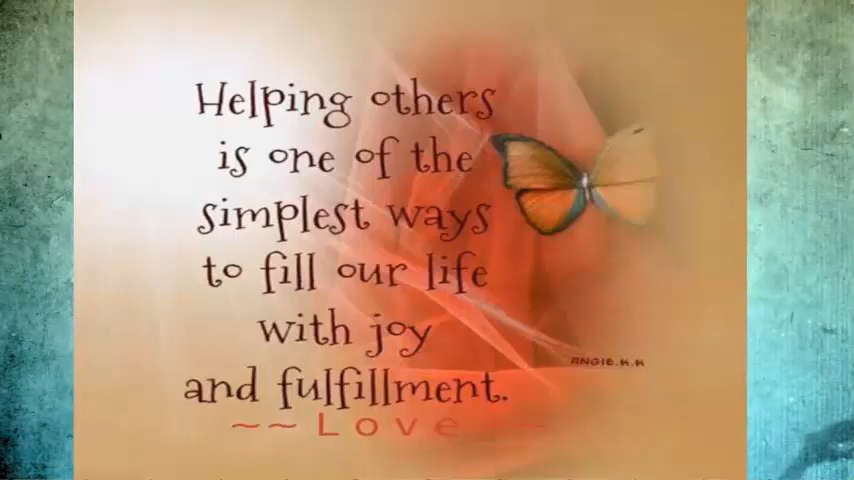 Helping others
is one of the
simplest ways
to fill our life
with joy
ANGIE.K.K
and fulfillment.
~~Love~~